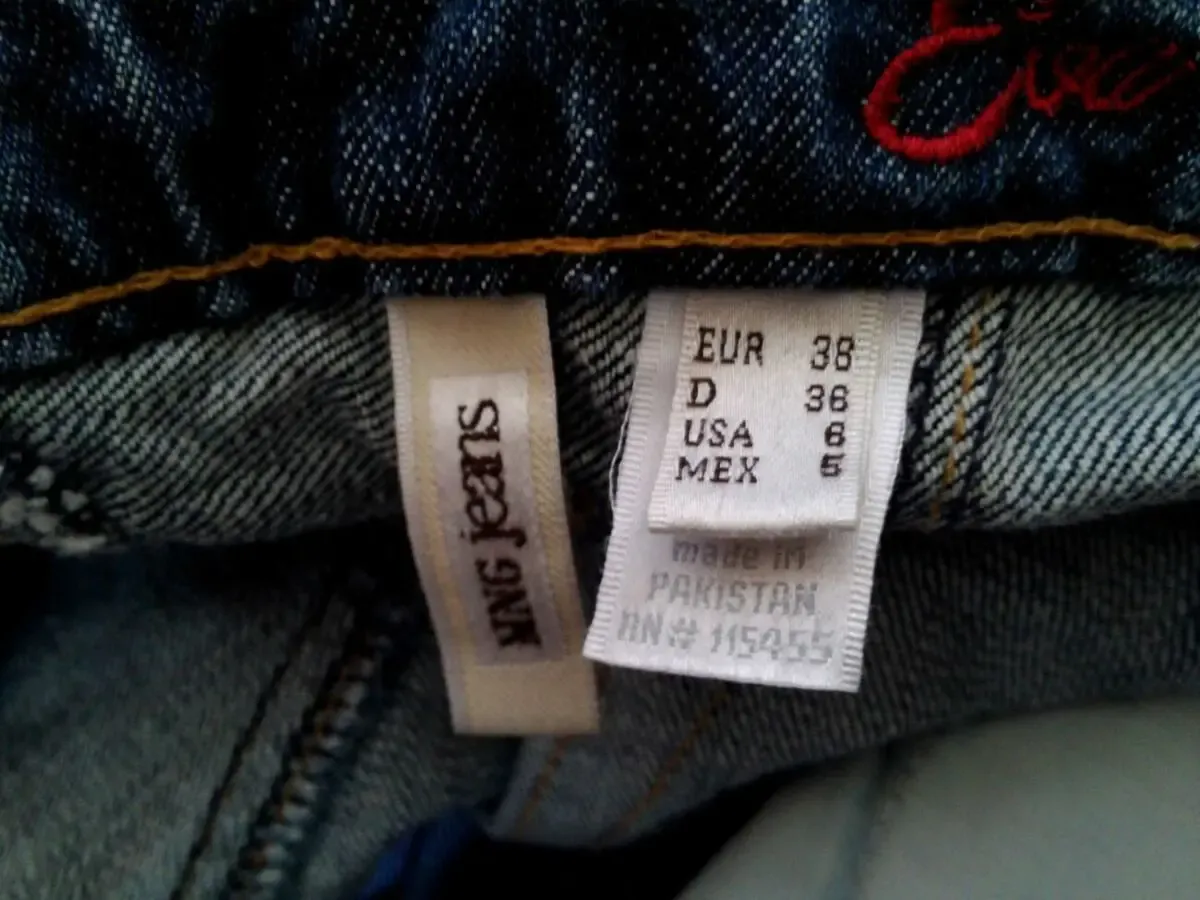 MNG jeans
EUR 38
D 36
USA 6
MEX 5
made in
PAKISTAN
RN# 115455